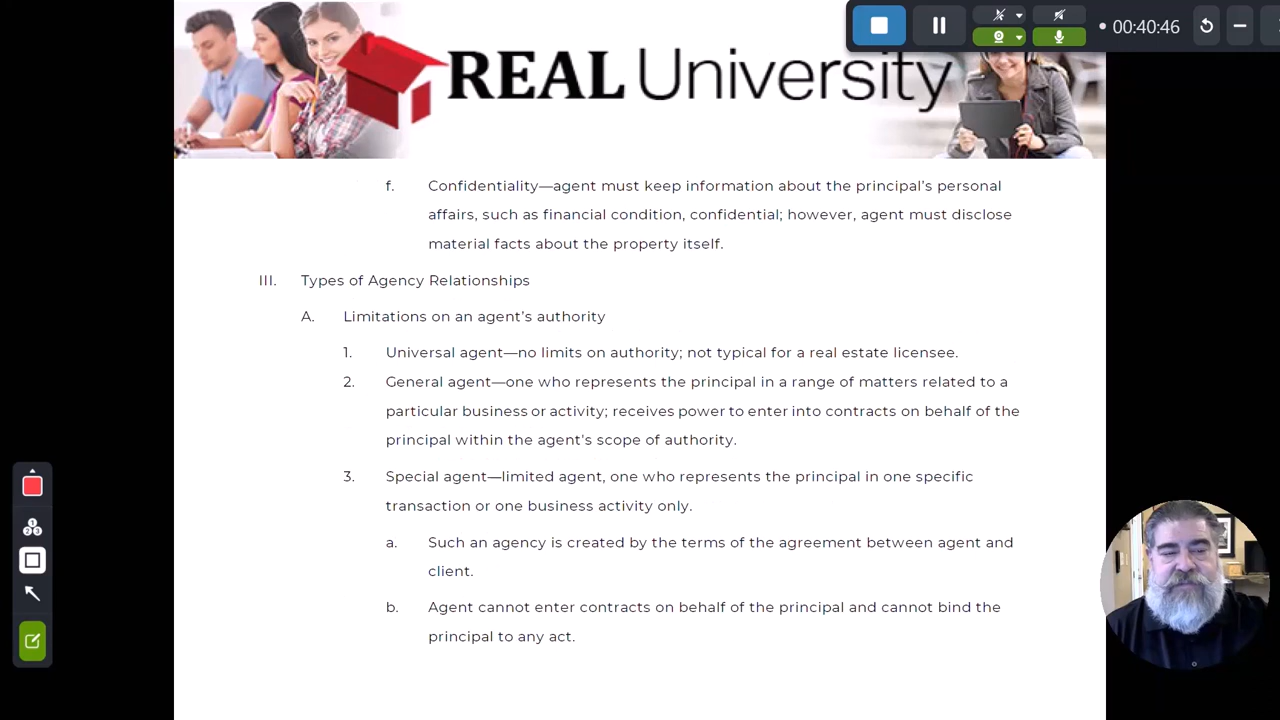 00:40:46
REAL University
f. Confidentiality—agent must keep information about the principal's personal
affairs, such as financial condition, confidential; however, agent must disclose
material facts about the property itself.
III. Types of Agency Relationships
A. Limitations on an agent's authority
1. Universal agent—no limits on authority; not typical for a real estate licensee.
2. General agent—one who represents the principal in a range of matters related to a
particular business or activity; receives power to enter into contracts on behalf of the
principal within the agent's scope of authority.
3. Special agent—limited agent, one who represents the principal in one specific
transaction or one business activity only.
a. Such an agency is created by the terms of the agreement between agent and
client.
b. Agent cannot enter contracts on behalf of the principal and cannot bind the
principal to any act.